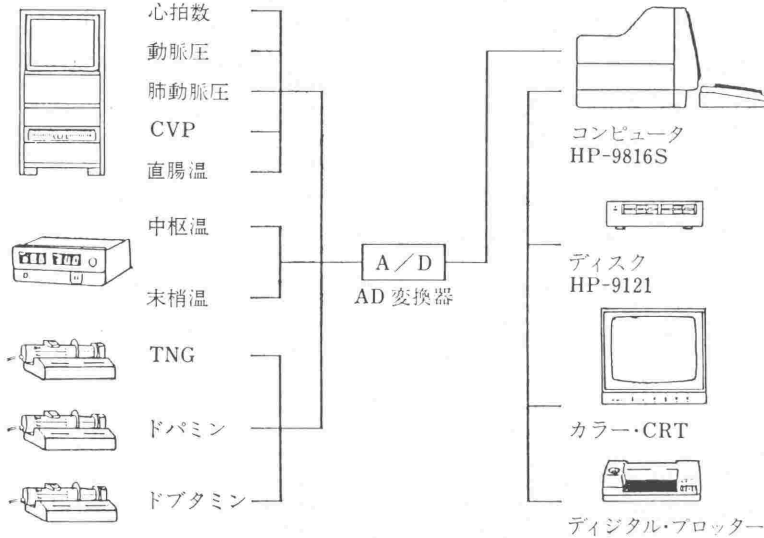 心拍数
動脈圧
肺動脈圧
CVP
直腸温
中枢温
末梢温
TNG
ドパミン
ドブタミン
A/D
AD変換器
コンピュータ
HP-9816S
ディスク
HP-9121
カラー・CRT
ディジタル・プロッター